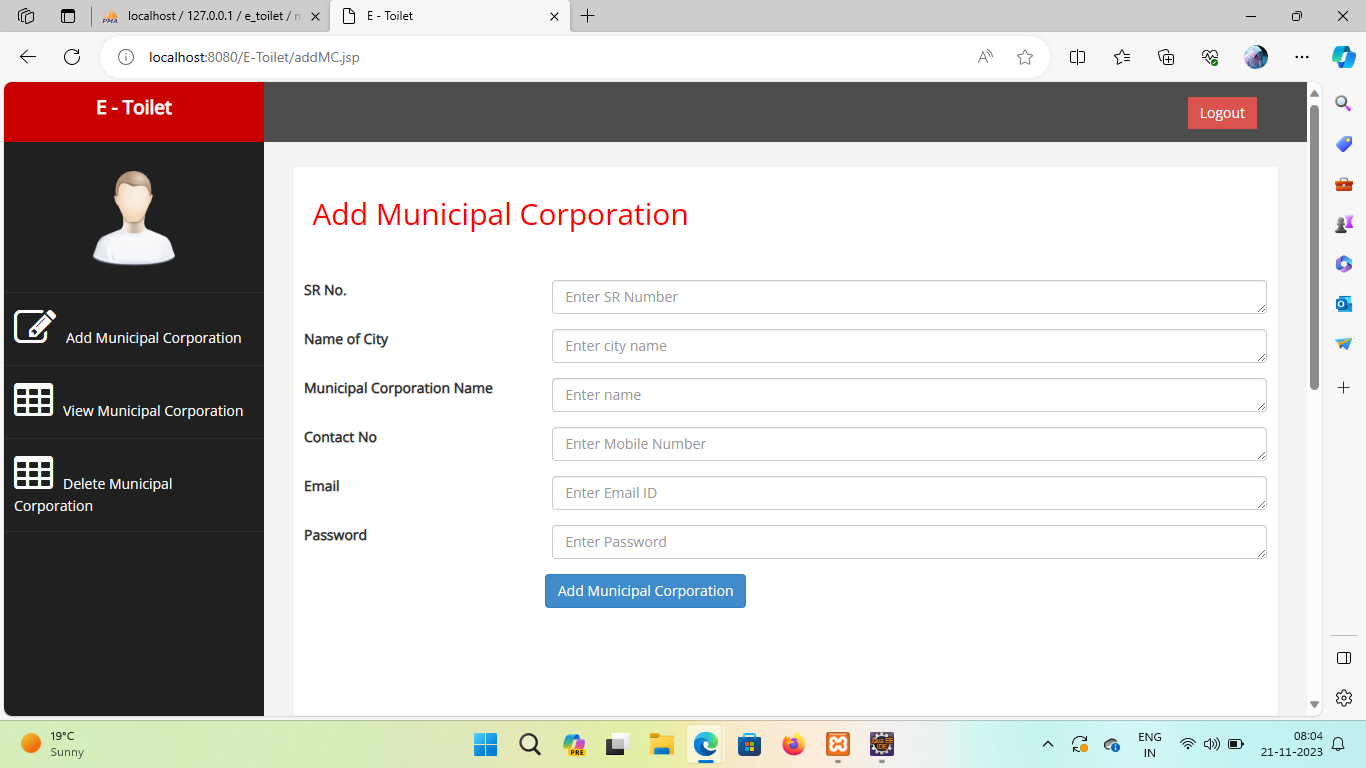 localhost / 127.0.0.1 / e_toilet / m
E - Toilet
localhost:8080/E-Toilet/addMC.jsp
E - Toilet
Logout
Add Municipal Corporation
View Municipal Corporation
Delete Municipal
Corporation
Add Municipal Corporation
SR No.
Enter SR Number
Name of City
Enter city name
Municipal Corporation Name
Enter name
Contact No
Enter Mobile Number
Email
Enter Email ID
Password
Enter Password
Add Municipal Corporation
19°C
Sunny
PRE
ENG
IN
08:04
21-11-2023